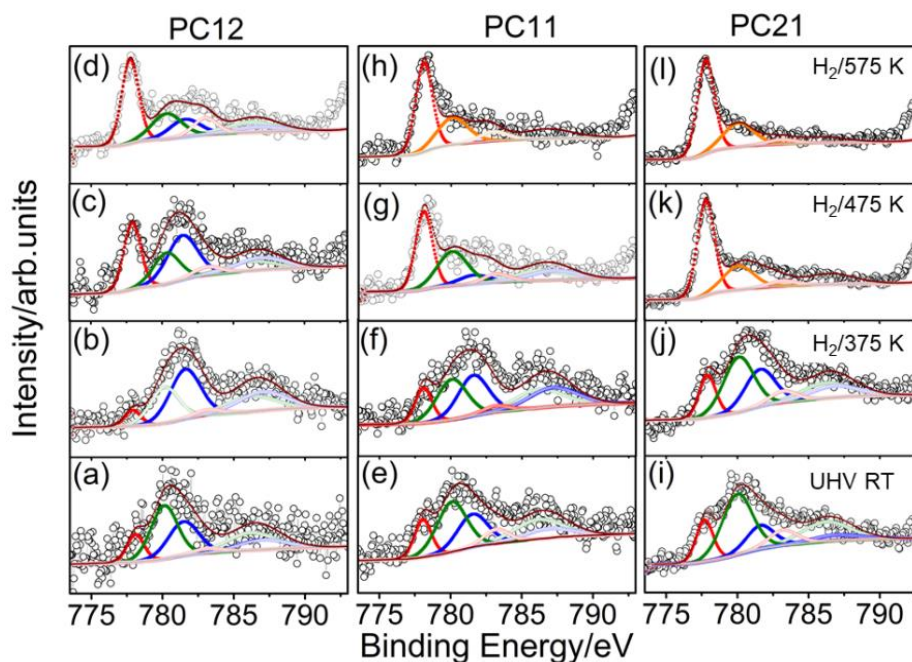 PC12 PC11 PC21
(d) (h) (l) H₂/575 K
(c) (g) (k) H₂/475 K
(b) (f) (j) H₂/375 K
(a) (e) (i) UHV RT
775 780 785 790 775 780 785 790 775 780 785 790
Binding Energy/eV
Intensity/arb.units